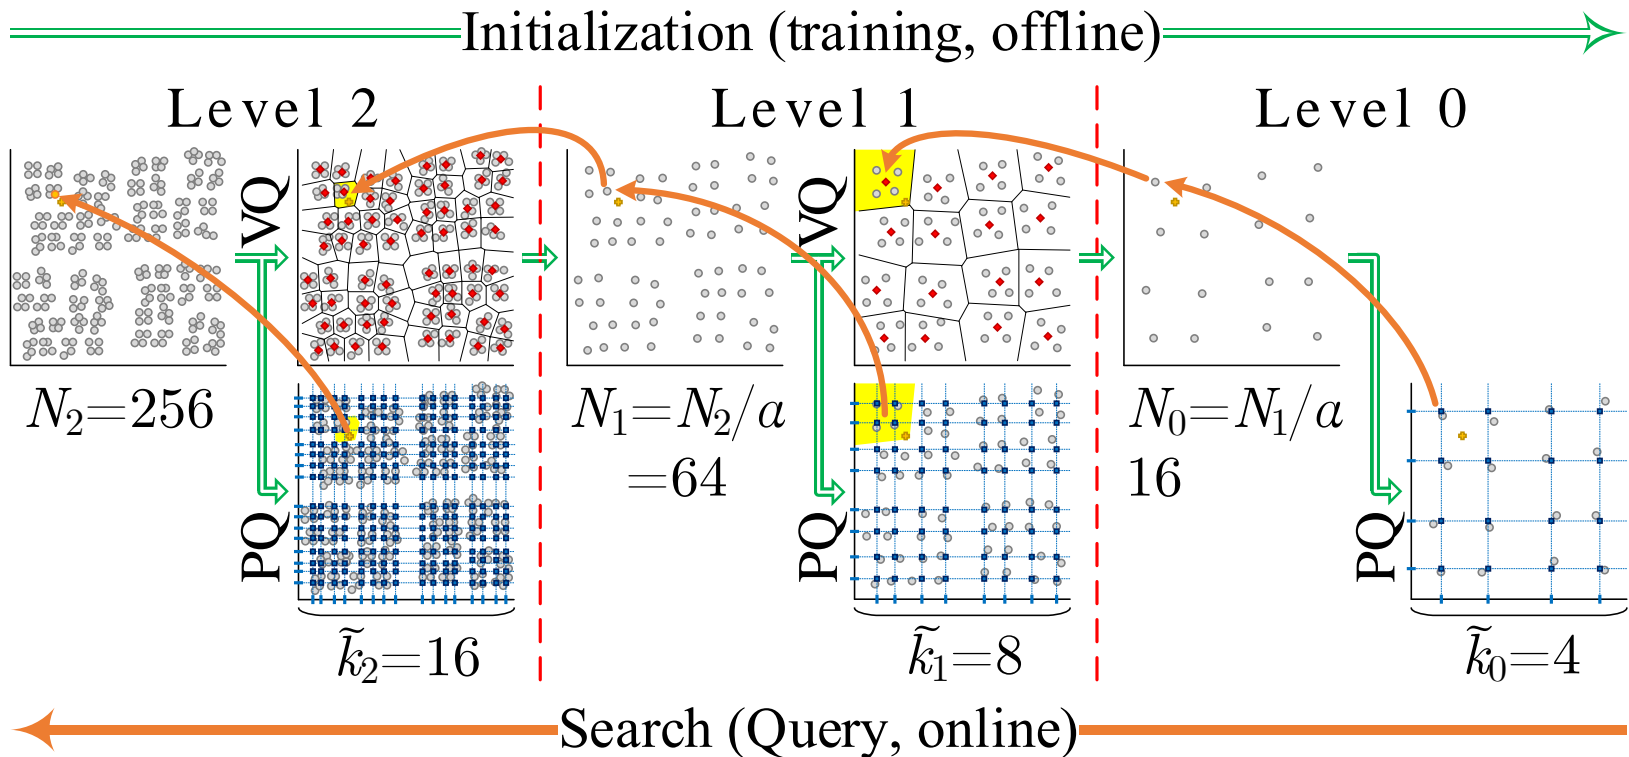 Initialization (training, offline)
Level 2
Level 1
Level 0
VQ
VQ
N₂=256
N₁=N₂/a
=64
N₀=N₁/a
16
PQ
PQ
PQ
k̃₂=16
k̃₁=8
k̃₀=4
Search (Query, online)